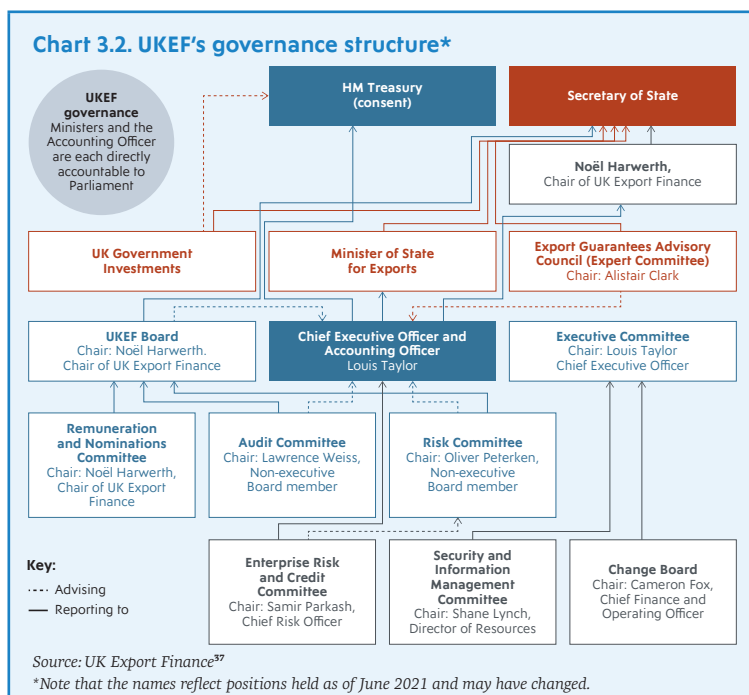 Chart 3.2. UKEF’s governance structure*
UKEF
governance
Ministers and the
Accounting Officer
are each directly
accountable to
Parliament
HM Treasury
(consent)
Secretary of State
Noël Harwerth,
Chair of UK Export Finance
UK Government
Investments
Minister of State
for Exports
Export Guarantees Advisory
Council (Expert Committee)
Chair: Alistair Clark
UKEF Board
Chair: Noël Harwerth.
Chair of UK Export Finance
Chief Executive Officer and
Accounting Officer
Louis Taylor
Executive Committee
Chair: Louis Taylor
Chief Executive Officer
Remuneration
and Nominations
Committee
Chair: Noël Harwerth,
Chair of UK Export
Finance
Audit Committee
Chair: Lawrence Weiss,
Non-executive
Board member
Risk Committee
Chair: Oliver Peterken,
Non-executive
Board member
Key:
Advising
Reporting to
Enterprise Risk
and Credit
Committee
Chair: Samir Parkash,
Chief Risk Officer
Security and
Information
Management
Committee
Chair: Shane Lynch,
Director of Resources
Change Board
Chair: Cameron Fox,
Chief Finance and
Operating Officer
Source: UK Export Finance³⁷
*Note that the names reflect positions held as of June 2021 and may have changed.